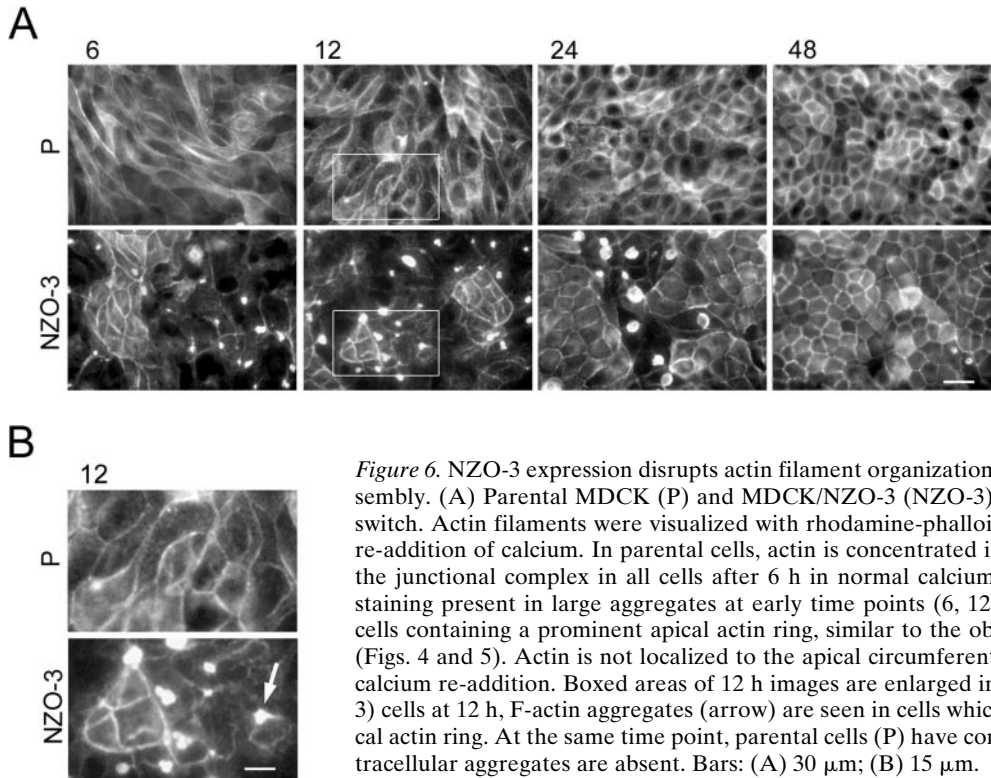 A
6 12 24 48
P
NZO-3
B
12
P
NZO-3
Figure 6. NZO-3 expression disrupts actin filament organization
sembly. (A) Parental MDCK (P) and MDCK/NZO-3 (NZO-3)
switch. Actin filaments were visualized with rhodamine-phalloi
re-addition of calcium. In parental cells, actin is concentrated i
the junctional complex in all cells after 6 h in normal calcium
staining present in large aggregates at early time points (6, 12
cells containing a prominent apical actin ring, similar to the ob
(Figs. 4 and 5). Actin is not localized to the apical circumferent
calcium re-addition. Boxed areas of 12 h images are enlarged in
3) cells at 12 h, F-actin aggregates (arrow) are seen in cells whic
cal actin ring. At the same time point, parental cells (P) have con
tracellular aggregates are absent. Bars: (A) 30 μm; (B) 15 μm.